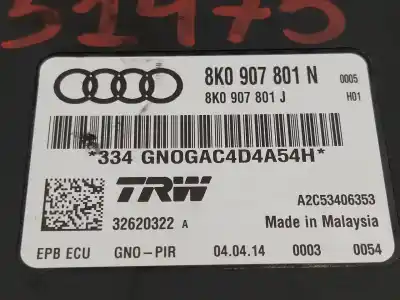 51475
8K0 907 801 N 0005
8K0 907 801 J H01
*334 GNOGAC4D4A54H*
TRW
A2C53406353
32620322 A
Made in Malaysia
EPB ECU GNO-PIR 04.04.14 0003 0054